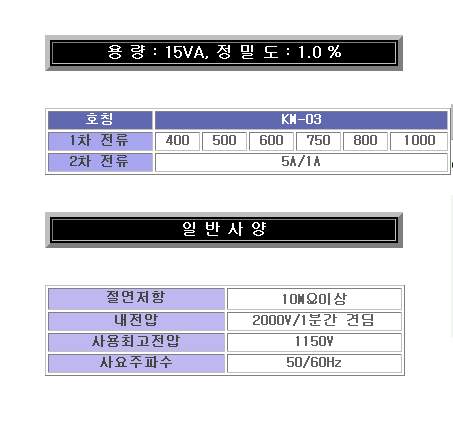 용 량 : 15VA, 정 밀 도 : 1.0 %
호칭 KM-03
1차 전류 400 500 600 750 800 1000
2차 전류 5A/1A
일 반 사 양
절연저항 10MΩ이상
내전압 2000V/1분간 견딤
사용최고전압 1150V
사요주파수 50/60Hz